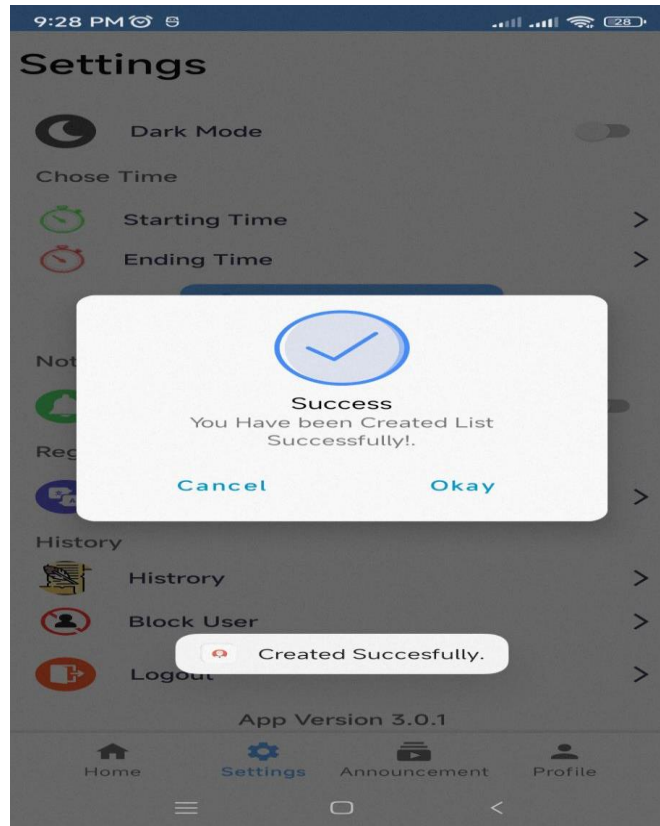 9:28 PM
28
Settings
Dark Mode
Chose Time
Starting Time
Ending Time
Not
Success
You Have been Created List
Successfully!.
Reg
Cancel
Okay
History
Histrory
Block User
Created Succesfully.
Logout
App Version 3.0.1
Home
Settings
Announcement
Profile